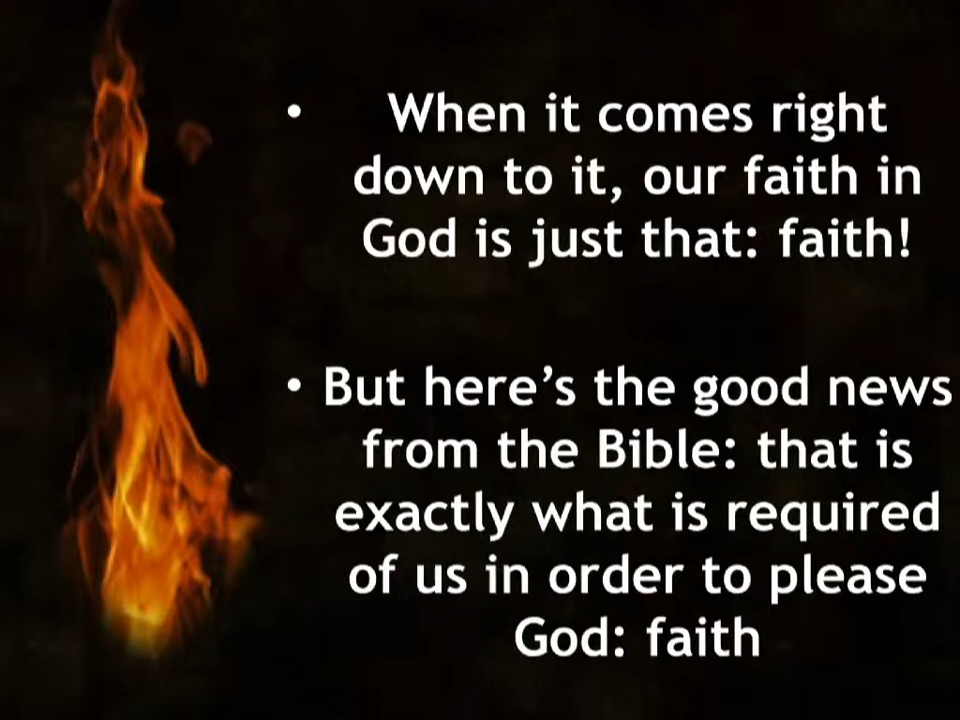 • When it comes right
down to it, our faith in
God is just that: faith!
• But here’s the good news
from the Bible: that is
exactly what is required
of us in order to please
God: faith